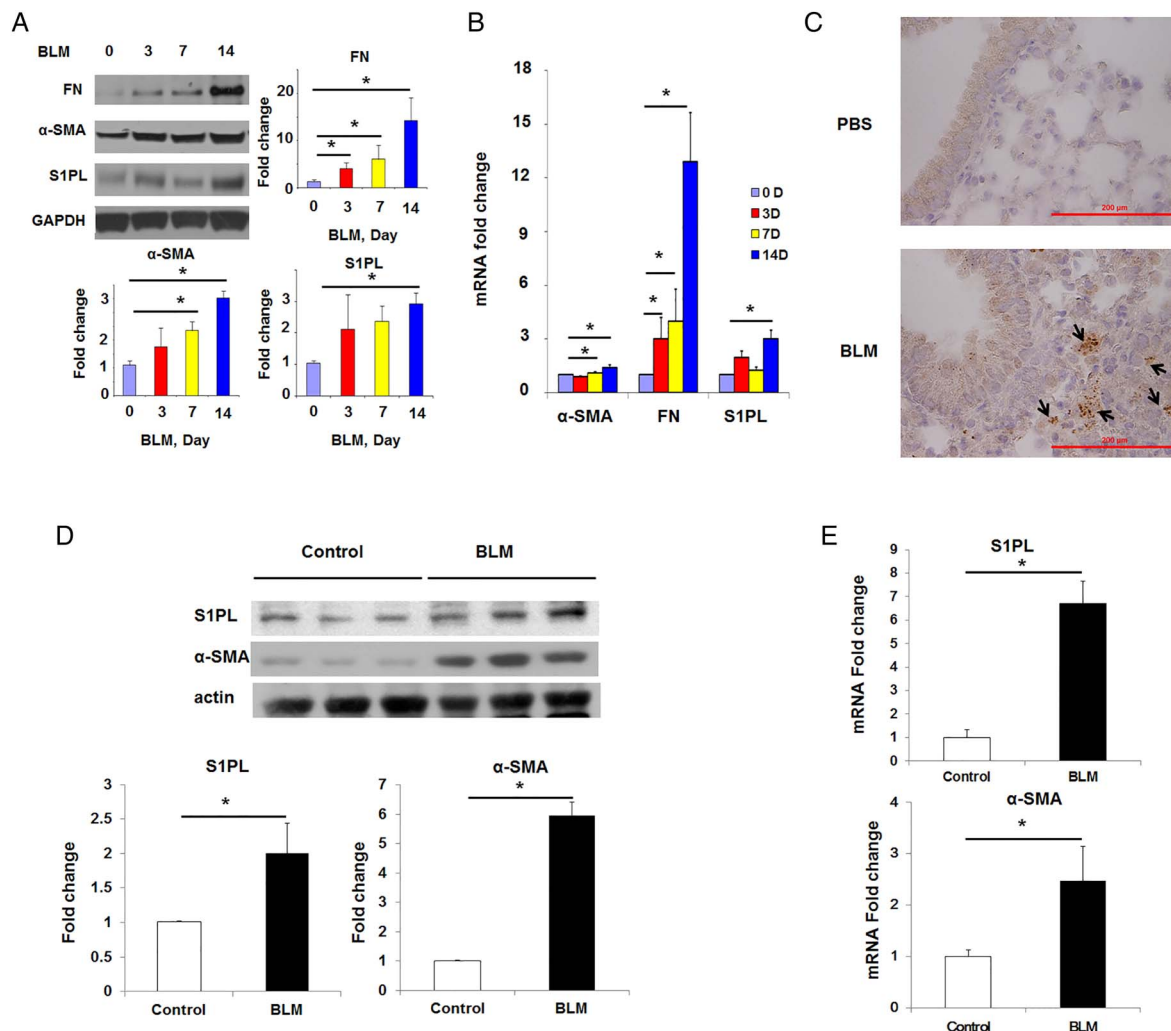 A
BLM 0 3 7 14
FN
α-SMA
S1PL
GAPDH
FN
Fold change
20
10
0
*
*
*
0 3 7 14
BLM, Day
α-SMA
Fold change
3
2
1
0
*
*
0 3 7 14
BLM, Day
S1PL
Fold change
3
2
1
0
*
0 3 7 14
BLM, Day
B
mRNA fold change
18
15
12
9
6
3
0
*
*
*
*
*
*
0 D
3D
7D
14D
α-SMA FN S1PL
C
PBS
200 µm
BLM
200 µm
D
Control BLM
S1PL
α-SMA
actin
S1PL
Fold change
3
2.5
2
1.5
1
0.5
0
*
Control BLM
α-SMA
Fold change
7
6
5
4
3
2
1
0
*
Control BLM
E
S1PL
mRNA Fold change
9
8
7
6
5
4
3
2
1
0
*
Control BLM
α-SMA
mRNA Fold change
4
3
2
1
0
*
Control BLM